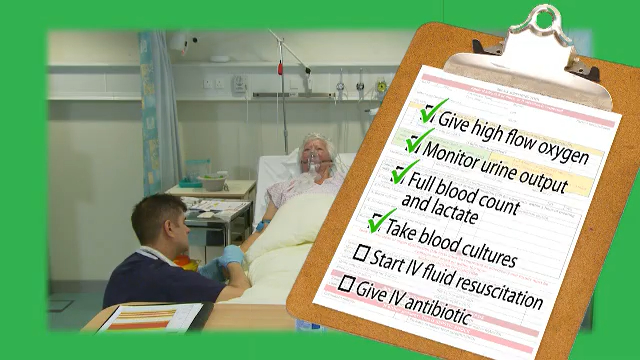 Give high flow oxygen
Monitor urine output
Full blood count
and lactate
Take blood cultures
Start IV fluid resuscitation
Give IV antibiotic